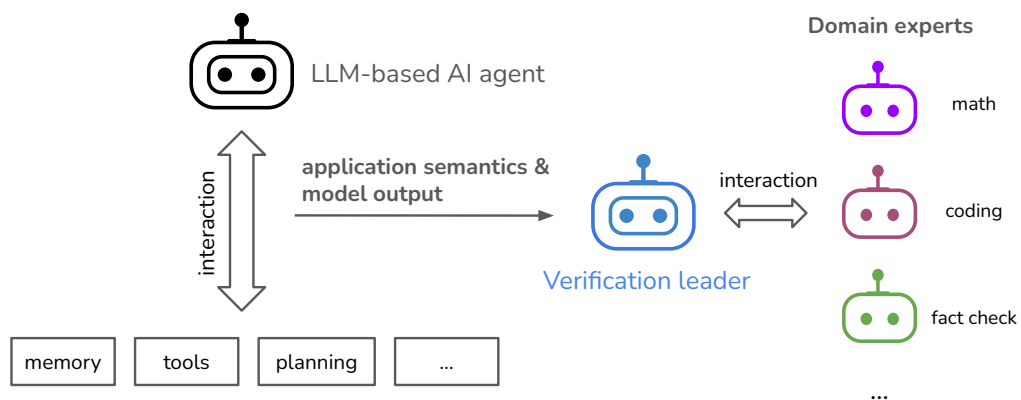 Domain experts
LLM-based AI agent
math
application semantics &
model output
interaction
interaction
coding
Verification leader
fact check
memory
tools
planning
...
...